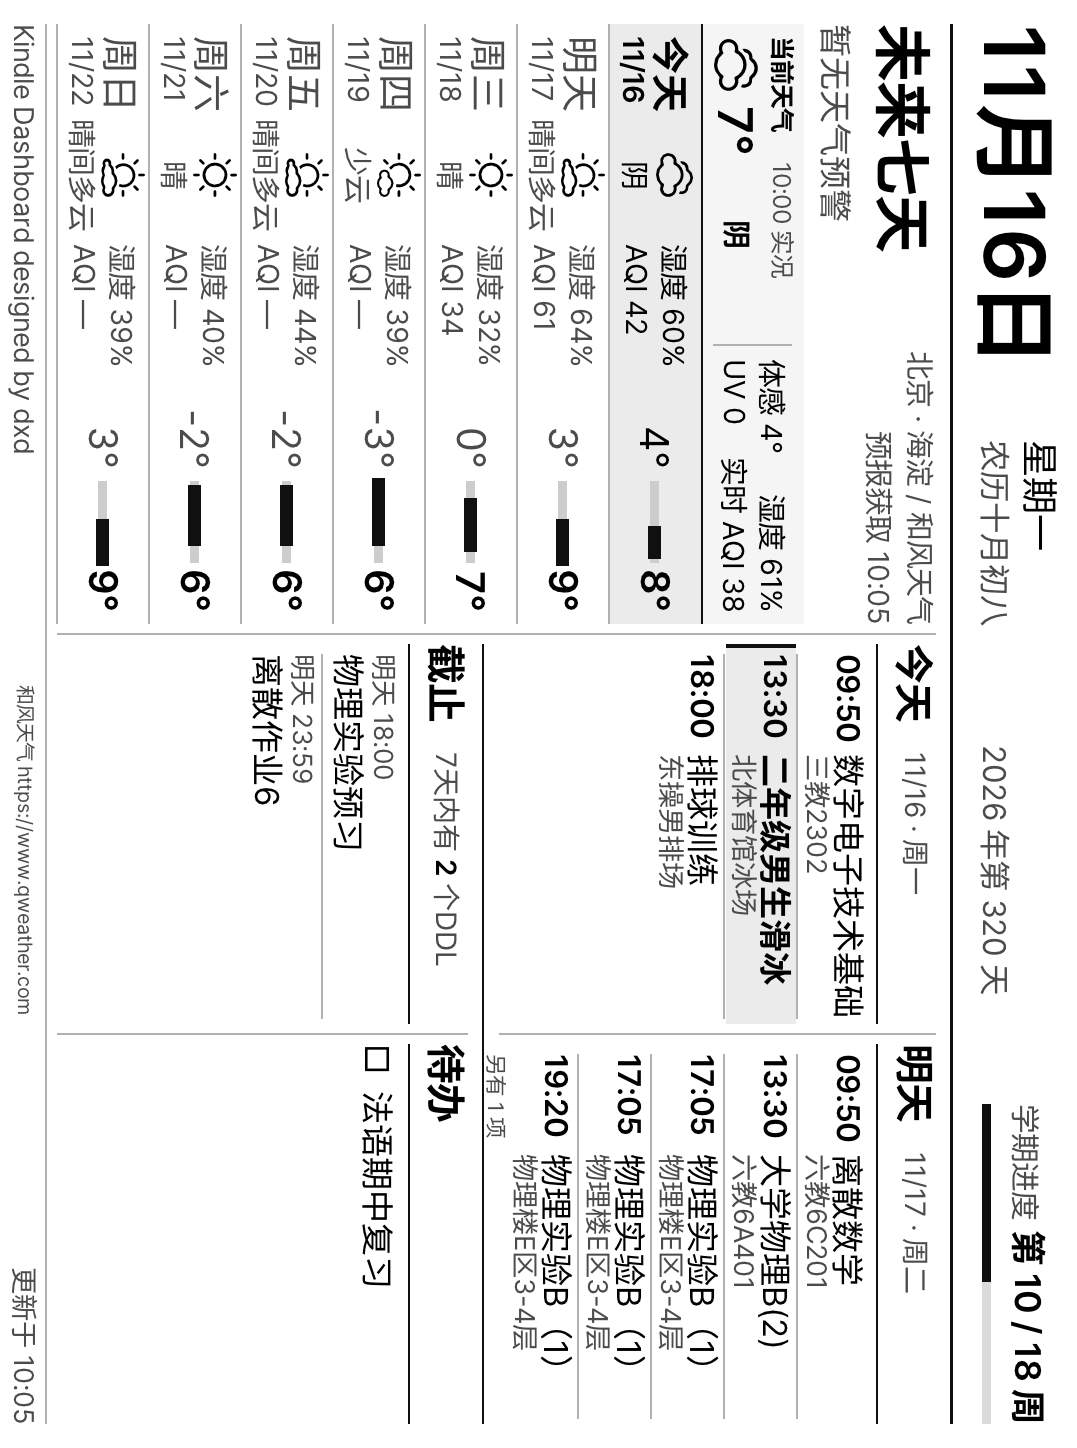 11月16日
星期一
农历十月初八
2026 年第 320 天
学期进度 第 10 / 18 周
未来七天
北京 · 海淀 / 和风天气
暂无天气预警
预报获取 10:05
当前天气 10:00 实况
7° 阴
体感 4° 湿度 61%
UV 0 实时 AQI 38
今天 湿度 60%
11/16 阴 AQI 42
4° 8°
明天 湿度 64%
11/17 晴间多云 AQI 61
3° 9°
周三 湿度 32%
11/18 晴 AQI 34
0° 7°
周四 湿度 39%
11/19 少云 AQI —
-3° 6°
周五 湿度 44%
11/20 晴间多云 AQI —
-2° 6°
周六 湿度 40%
11/21 晴 AQI —
-2° 6°
周日 湿度 39%
11/22 晴间多云 AQI —
3° 9°
今天 11/16 · 周一
09:50 数字电子技术基础
三教2302
13:30 二年级男生滑冰
北体育馆冰场
18:00 排球训练
东操男排场
明天 11/17 · 周二
09:50 离散数学
六教6C201
13:30 大学物理B(2)
六教6A401
17:05 物理实验B（1）
物理楼E区3-4层
17:05 物理实验B（1）
物理楼E区3-4层
19:20 物理实验B（1）
物理楼E区3-4层
另有 1 项
截止 7天内有 2 个DDL
明天 18:00
物理实验预习
明天 23:59
离散作业6
待办
法语期中复习
Kindle Dashboard designed by dxd
和风天气 https://www.qweather.com
更新于 10:05